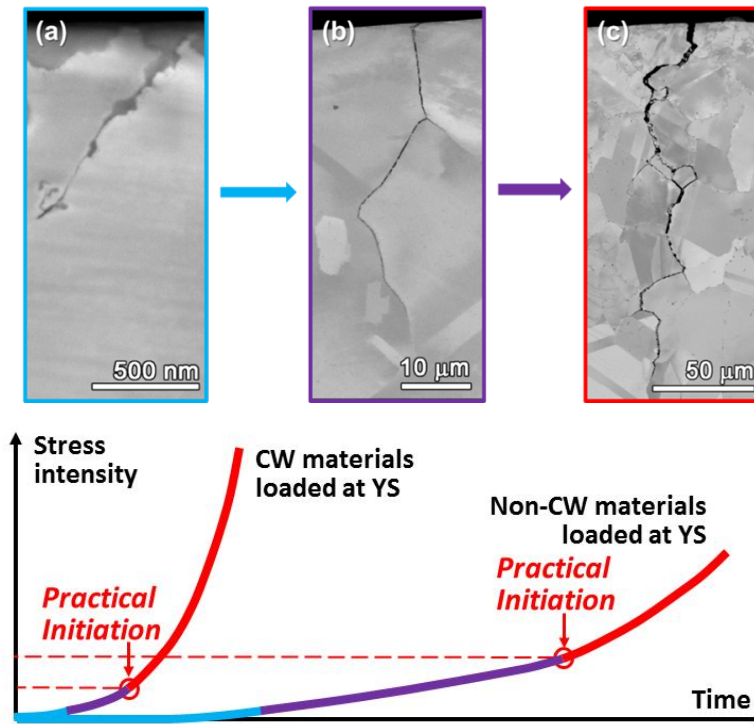 (a)
(b)
(c)
500 nm
10 μm
50 μm
Stress
intensity
CW materials
loaded at YS
Non-CW materials
loaded at YS
Practical
Initiation
Practical
Initiation
Time